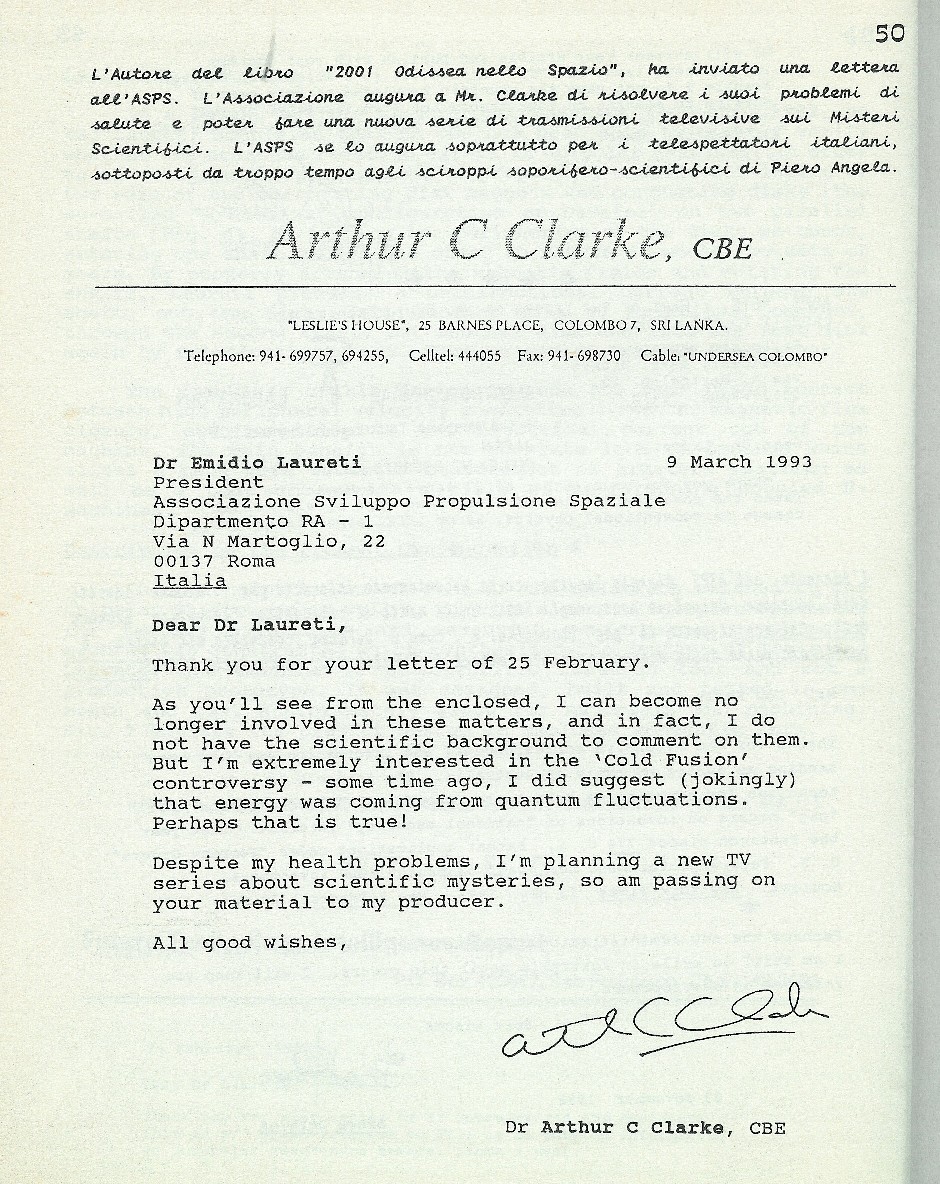 50
L'Autore del libro "2001 Odissea nello Spazio", ha inviato una lettera
all'ASPS. L'Associazione augura a Mr. Clarke di risolvere i suoi problemi di
salute e poter fare una nuova serie di trasmissioni televisive sui Misteri
Scientifici. L'ASPS se lo augura soprattutto per i telespettatori italiani,
sottoposti da troppo tempo agli sciroppi soporifero-scientifici di Piero Angela.
Arthur C Clarke, CBE
"LESLIE'S HOUSE", 25 BARNES PLACE, COLOMBO 7, SRI LANKA.
Telephone: 941-699757, 694255, Celltel: 444055 Fax: 941-698730 Cable: "UNDERSEA COLOMBO"
Dr Emidio Laureti 9 March 1993
President
Associazione Sviluppo Propulsione Spaziale
Dipartmento RA - 1
Via N Martoglio, 22
00137 Roma
Italia
Dear Dr Laureti,
Thank you for your letter of 25 February.
As you'll see from the enclosed, I can become no
longer involved in these matters, and in fact, I do
not have the scientific background to comment on them.
But I'm extremely interested in the 'Cold Fusion'
controversy - some time ago, I did suggest (jokingly)
that energy was coming from quantum fluctuations.
Perhaps that is true!
Despite my health problems, I'm planning a new TV
series about scientific mysteries, so am passing on
your material to my producer.
All good wishes,
Dr Arthur C Clarke, CBE